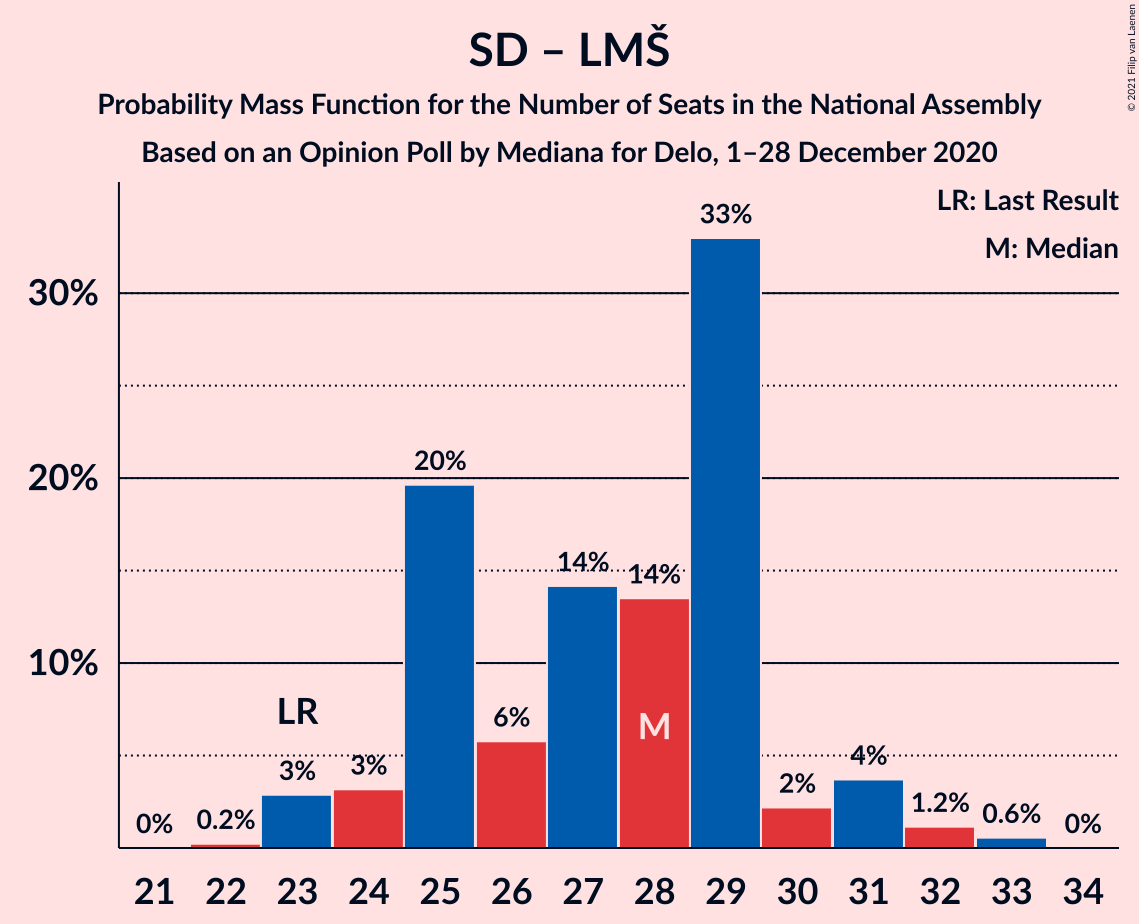 SD – LMŠ
Probability Mass Function for the Number of Seats in the National Assembly
Based on an Opinion Poll by Mediana for Delo, 1–28 December 2020
© 2021 Filip van Laenen
LR: Last Result
M: Median
30%
20%
10%
0%
0.2%
3%
3%
20%
6%
14%
14%
33%
2%
4%
1.2%
0.6%
0%
LR
M
21 22 23 24 25 26 27 28 29 30 31 32 33 34